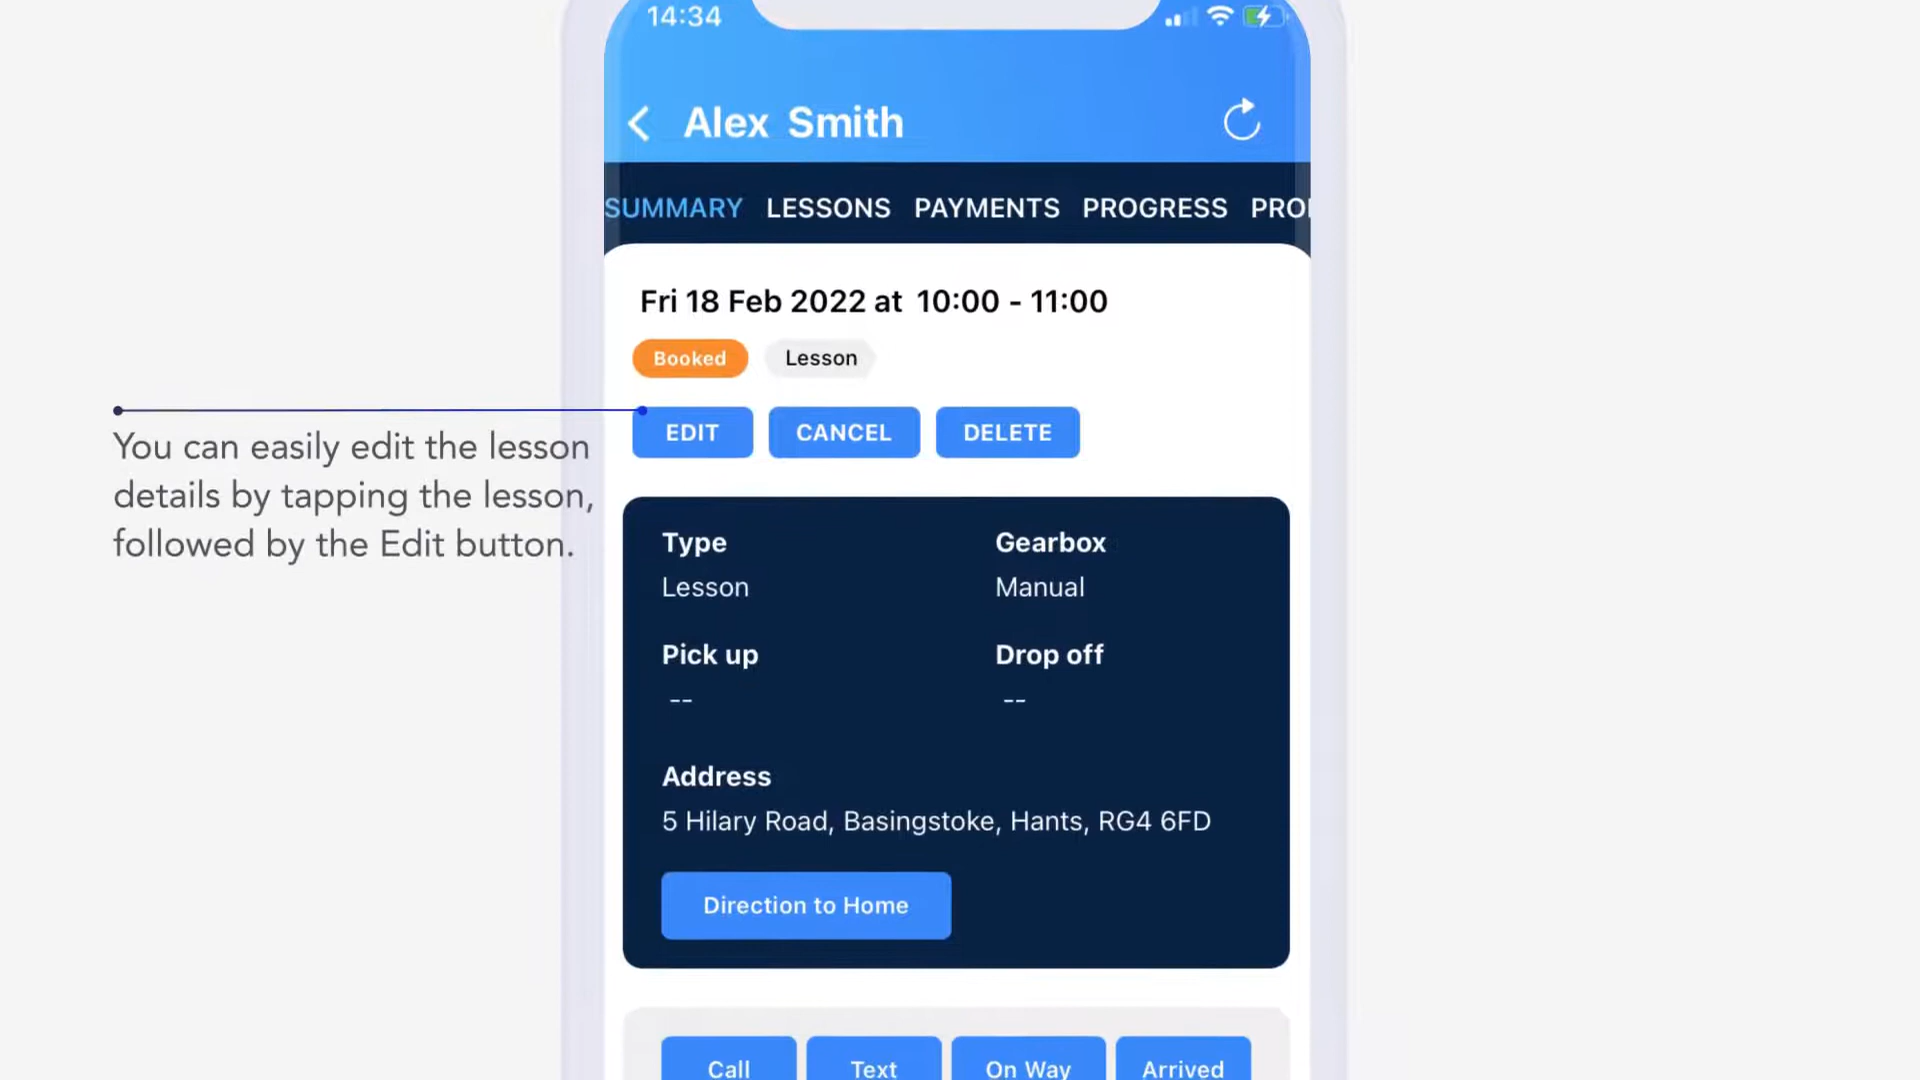 14:34
Alex Smith
SUMMARY LESSONS PAYMENTS PROGRESS
Fri 18 Feb 2022 at 10:00 - 11:00
Booked Lesson
EDIT CANCEL DELETE
You can easily edit the lesson
details by tapping the lesson,
followed by the Edit button.
Type Gearbox
Lesson Manual
Pick up Drop off
-- --
Address
5 Hilary Road, Basingstoke, Hants, RG4 6FD
Direction to Home
Call Text On Way Arrived